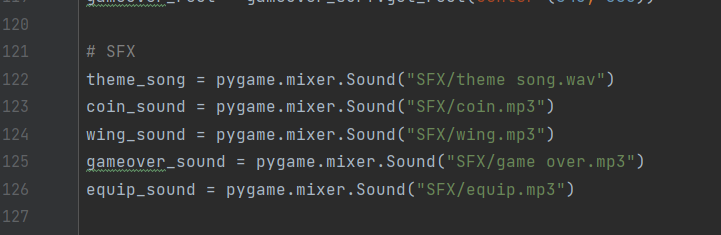 120
121 # SFX
122 theme_song = pygame.mixer.Sound("SFX/theme song.wav")
123 coin_sound = pygame.mixer.Sound("SFX/coin.mp3")
124 wing_sound = pygame.mixer.Sound("SFX/wing.mp3")
125 gameover_sound = pygame.mixer.Sound("SFX/game over.mp3")
126 equip_sound = pygame.mixer.Sound("SFX/equip.mp3")
127